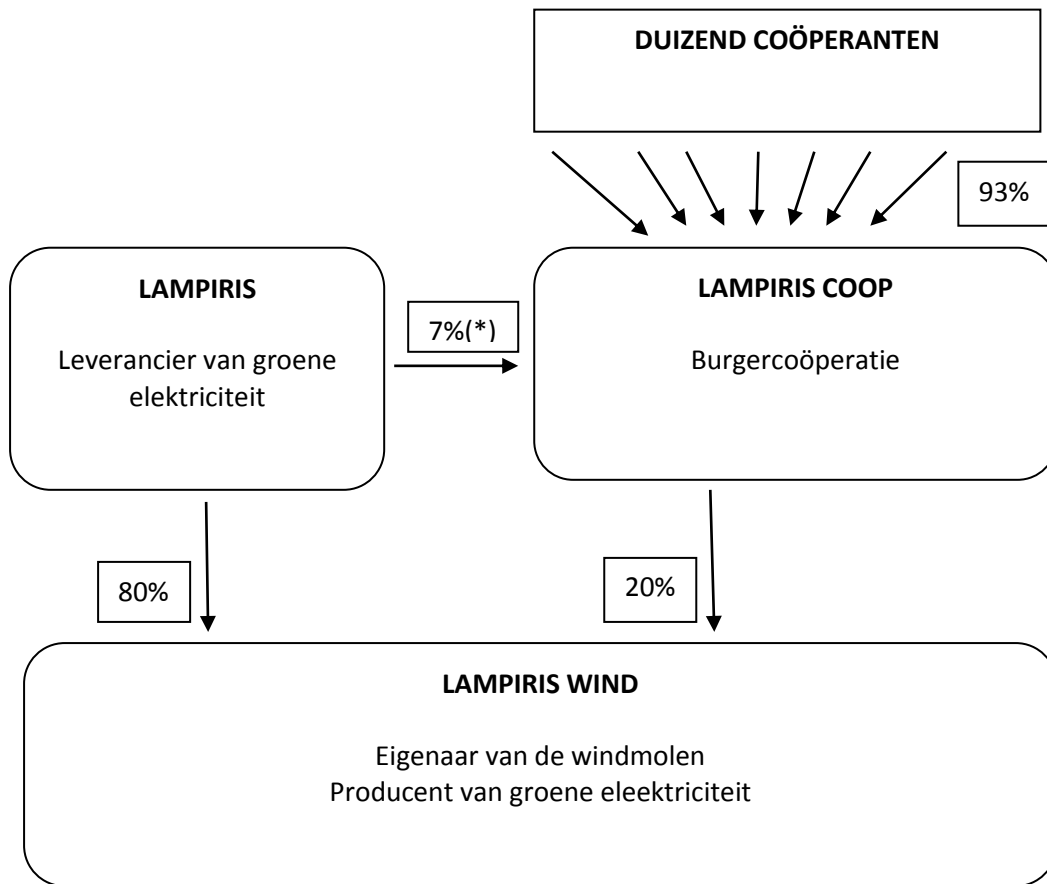 DUIZEND COÖPERANTEN
93%
LAMPIRIS
Leverancier van groene
elektriciteit
7%(*)
LAMPIRIS COOP
Burgercoöperatie
80%
20%
LAMPIRIS WIND
Eigenaar van de windmolen
Producent van groene eleektriciteit